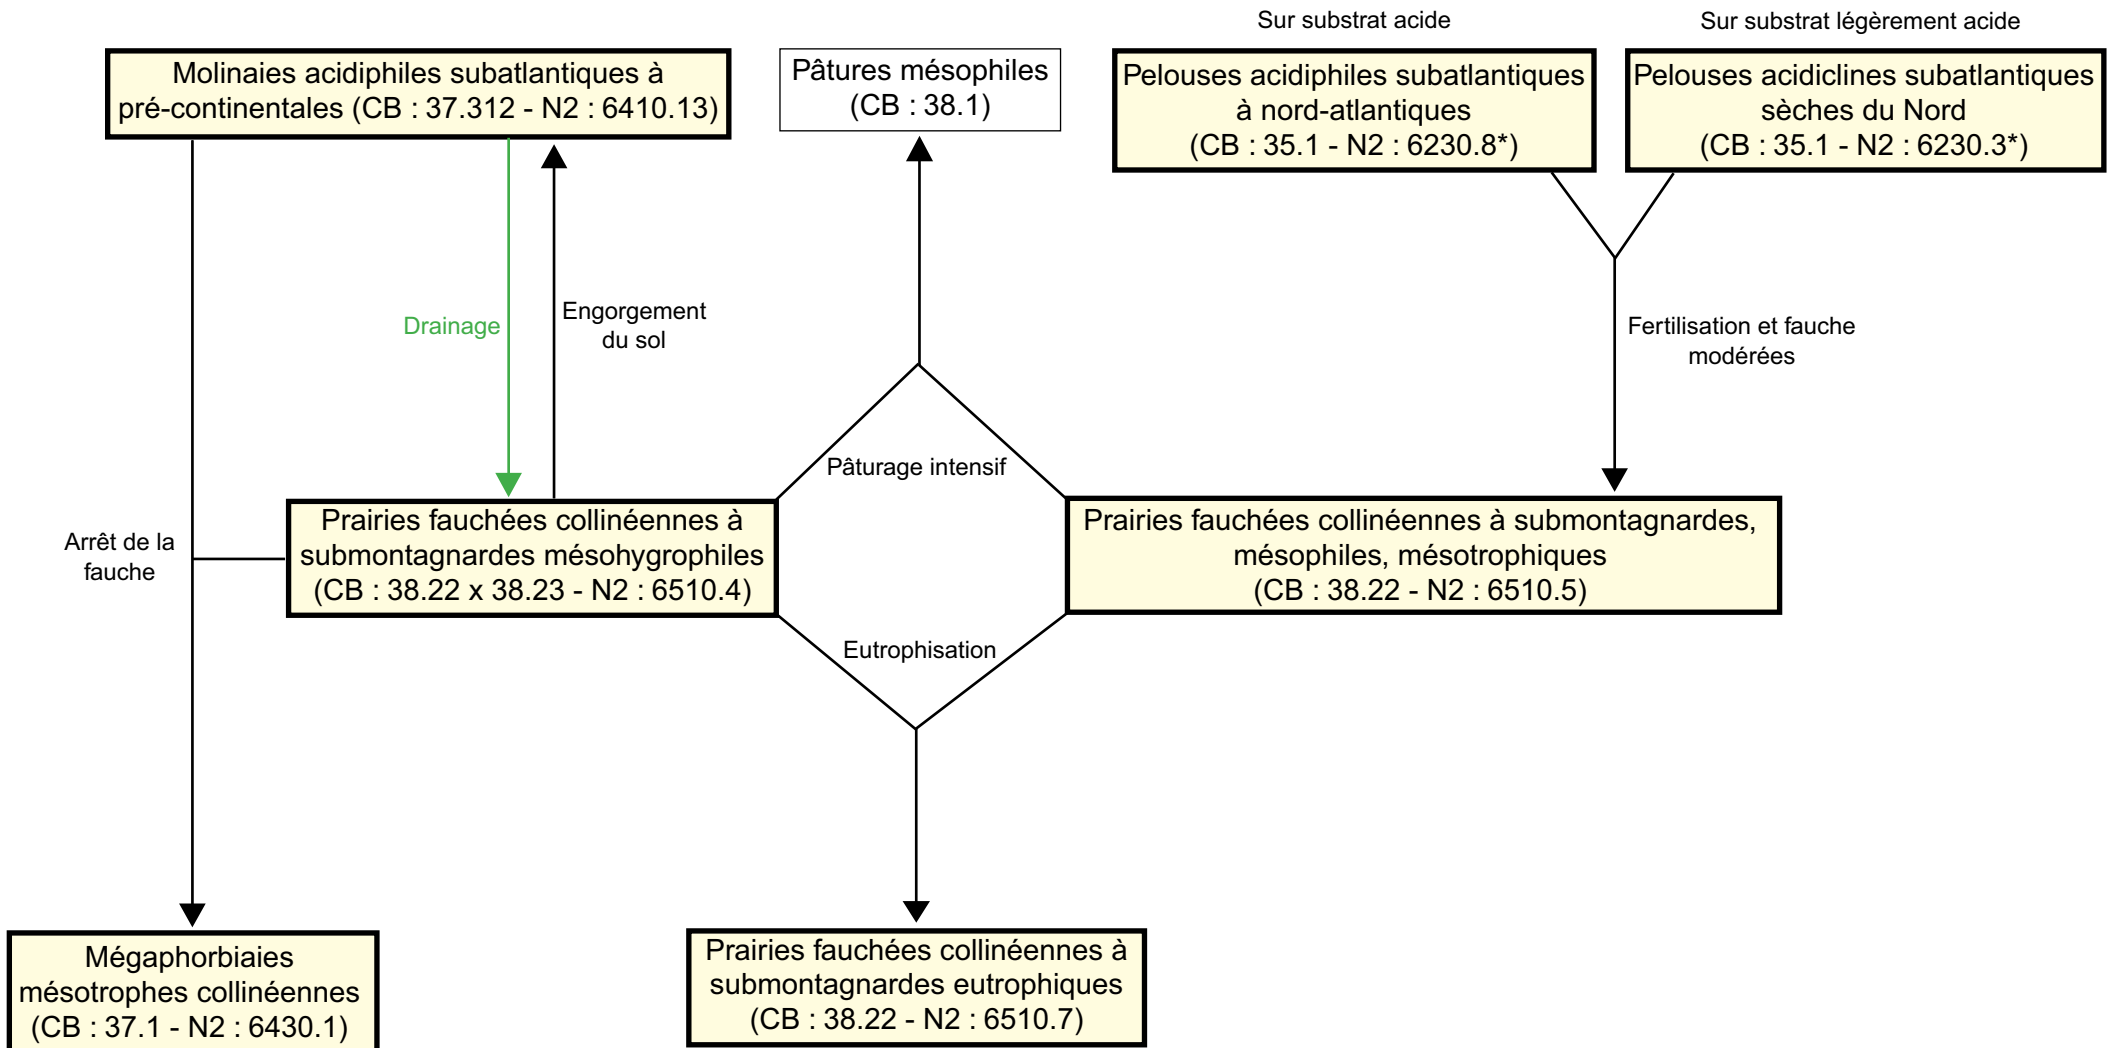 Sur substrat acide
Sur substrat légèrement acide
Molinaies acidiphiles subatlantiques à
pré-continentales (CB : 37.312 - N2 : 6410.13)
Pâtures mésophiles
(CB : 38.1)
Pelouses acidiphiles subatlantiques
à nord-atlantiques
(CB : 35.1 - N2 : 6230.8*)
Pelouses acidiclines subatlantiques
sèches du Nord
(CB : 35.1 - N2 : 6230.3*)
Drainage
Engorgement
du sol
Fertilisation et fauche
modérées
Pâturage intensif
Arrêt de la
fauche
Prairies fauchées collinéennes à
submontagnardes mésohygrophiles
(CB : 38.22 x 38.23 - N2 : 6510.4)
Prairies fauchées collinéennes à submontagnardes,
mésophiles, mésotrophiques
(CB : 38.22 - N2 : 6510.5)
Eutrophisation
Mégaphorbiaies
mésotrophes collinéennes
(CB : 37.1 - N2 : 6430.1)
Prairies fauchées collinéennes à
submontagnardes eutrophiques
(CB : 38.22 - N2 : 6510.7)